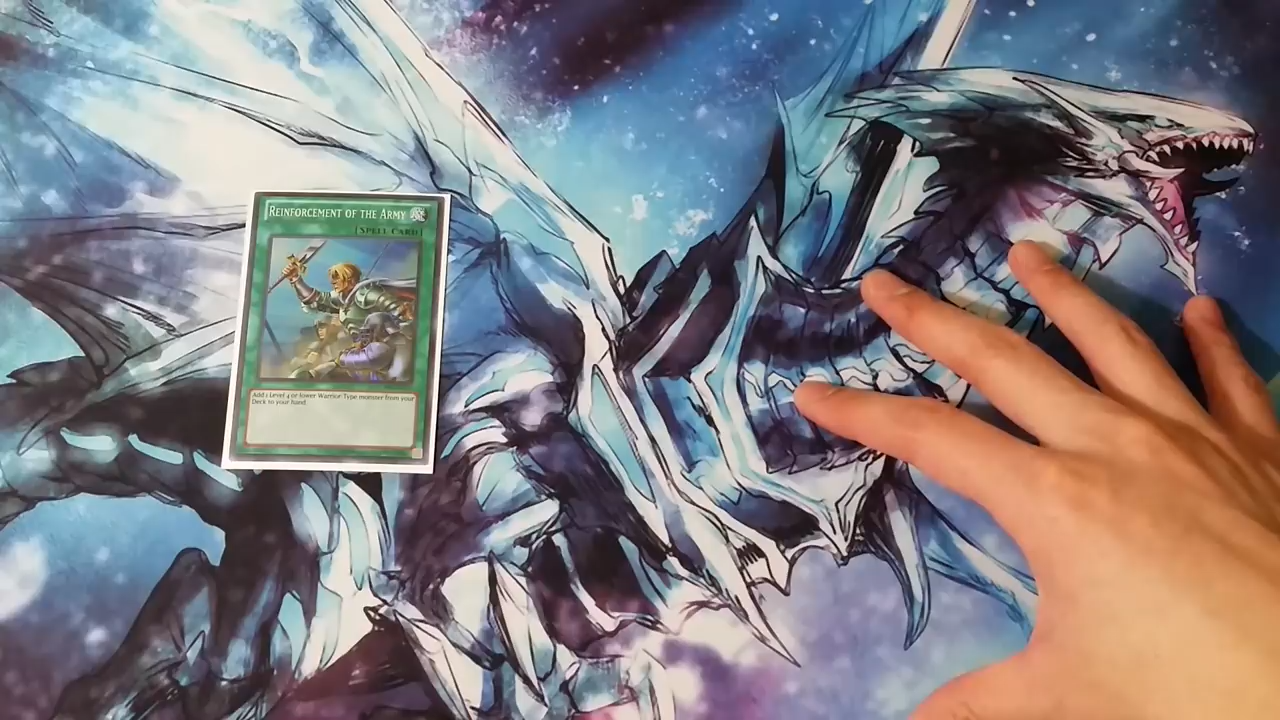 REINFORCEMENT OF THE ARMY
[SPELL CARD]
Add 1 Level 4 or lower Warrior-Type monster from your
Deck to your hand.